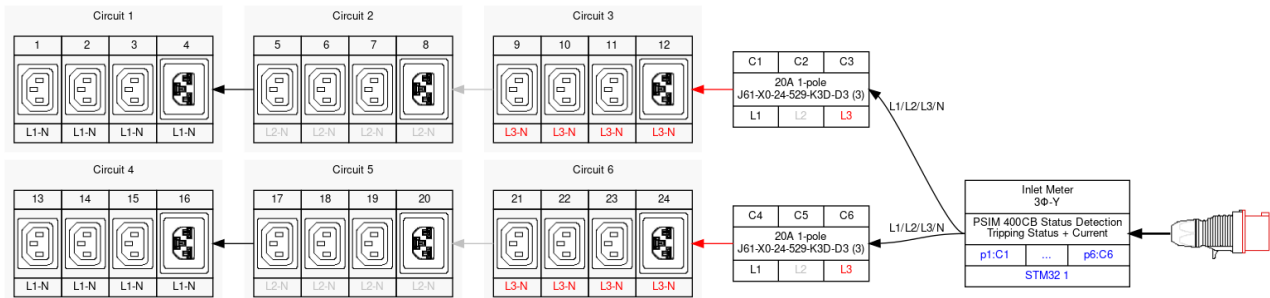 Circuit 1
Circuit 2
Circuit 3
1 2 3 4
5 6 7 8
9 10 11 12
L1-N L1-N L1-N L1-N
L2-N L2-N L2-N L2-N
L3-N L3-N L3-N L3-N
C1 C2 C3
20A 1-pole
J61-X0-24-529-K3D-D3 (3)
L1 L2 L3
L1/L2/L3/N
Circuit 4
Circuit 5
Circuit 6
13 14 15 16
17 18 19 20
21 22 23 24
L1-N L1-N L1-N L1-N
L2-N L2-N L2-N L2-N
L3-N L3-N L3-N L3-N
C4 C5 C6
20A 1-pole
J61-X0-24-529-K3D-D3 (3)
L1 L2 L3
L1/L2/L3/N
Inlet Meter
3Φ-Y
PSIM 400CB Status Detection
Tripping Status + Current
p1:C1 ... p6:C6
STM32 1